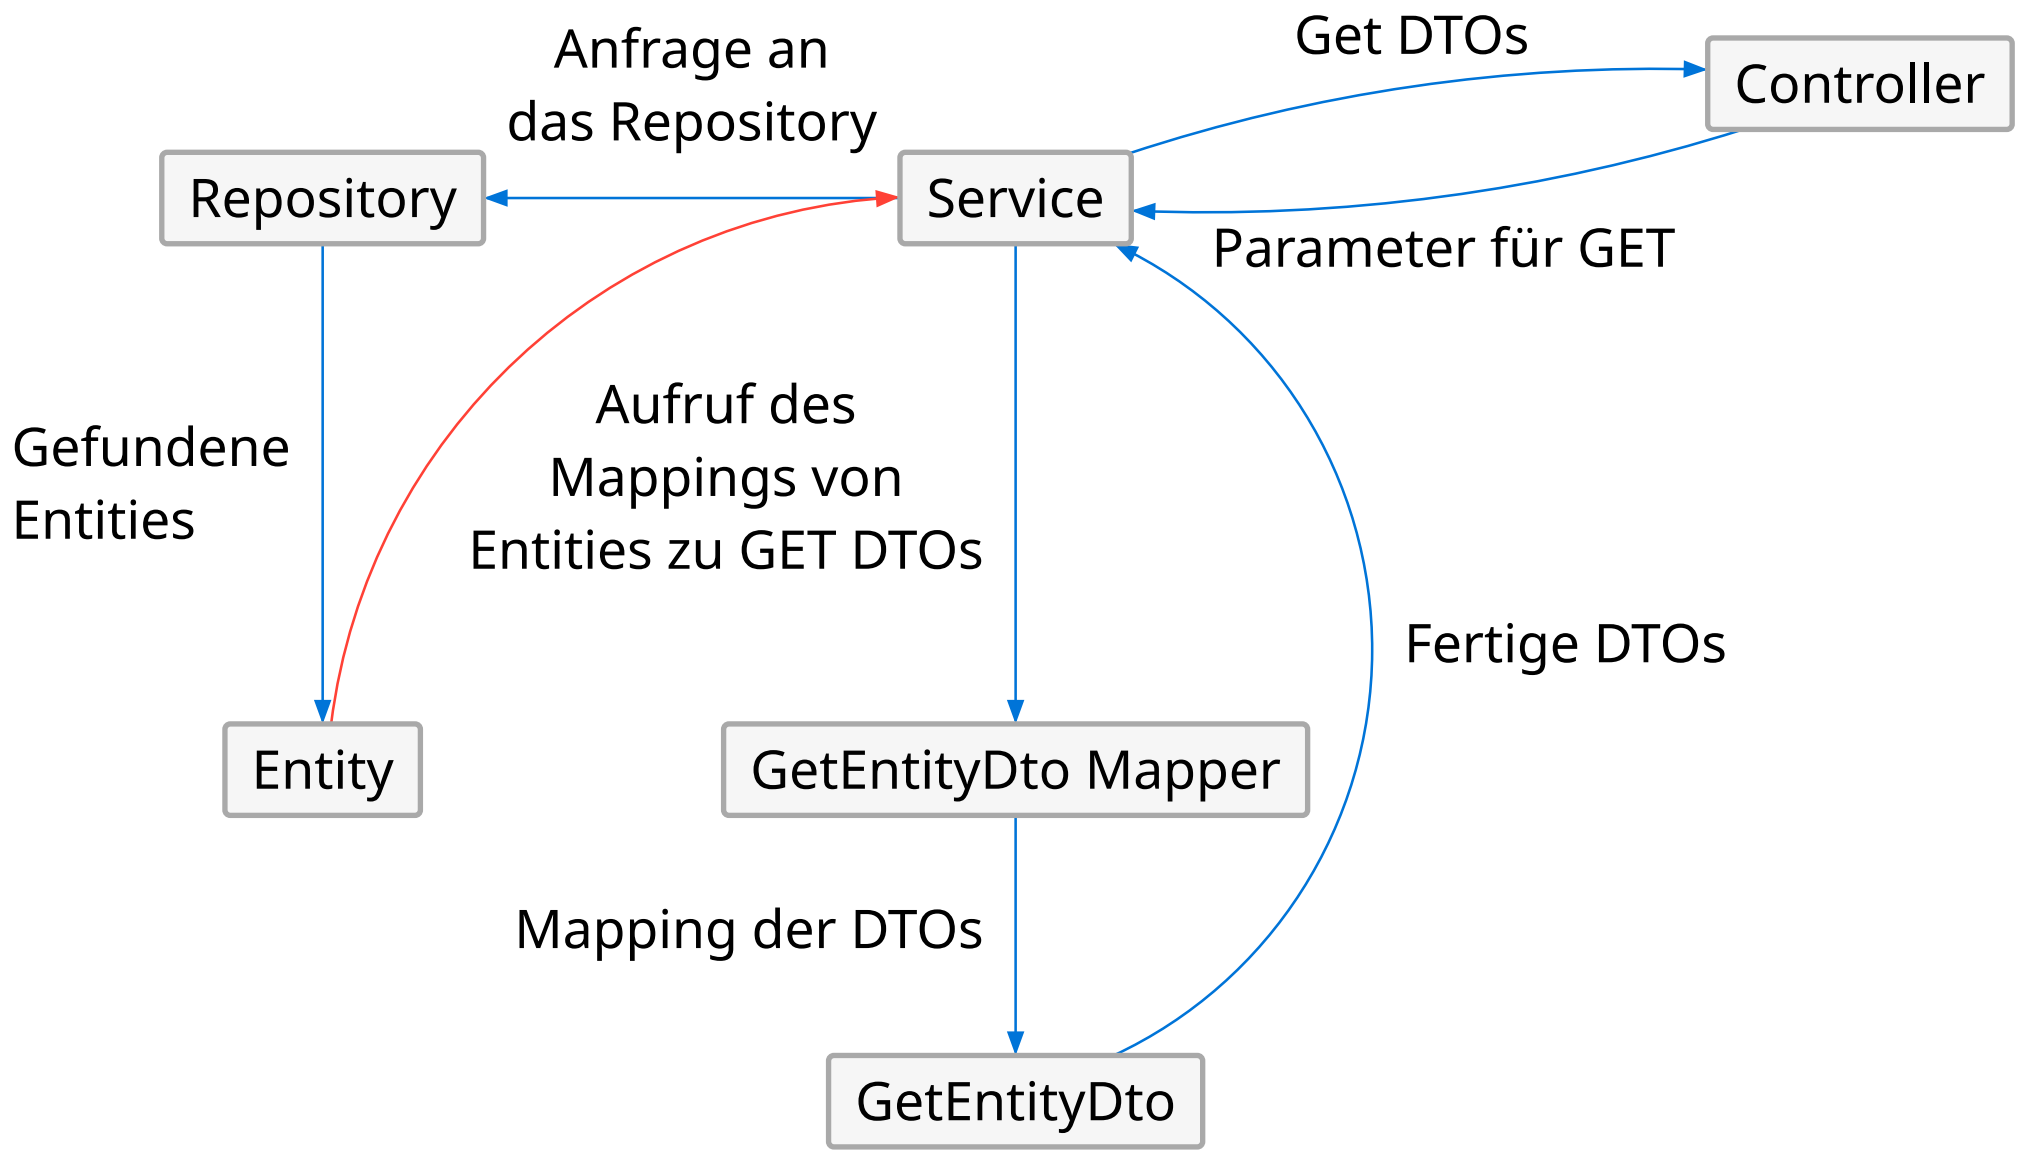 Get DTOs
Anfrage an
das Repository
Controller
Repository
Service
Parameter für GET
Gefundene
Entities
Aufruf des
Mappings von
Entities zu GET DTOs
Fertige DTOs
Entity
GetEntityDto Mapper
Mapping der DTOs
GetEntityDto